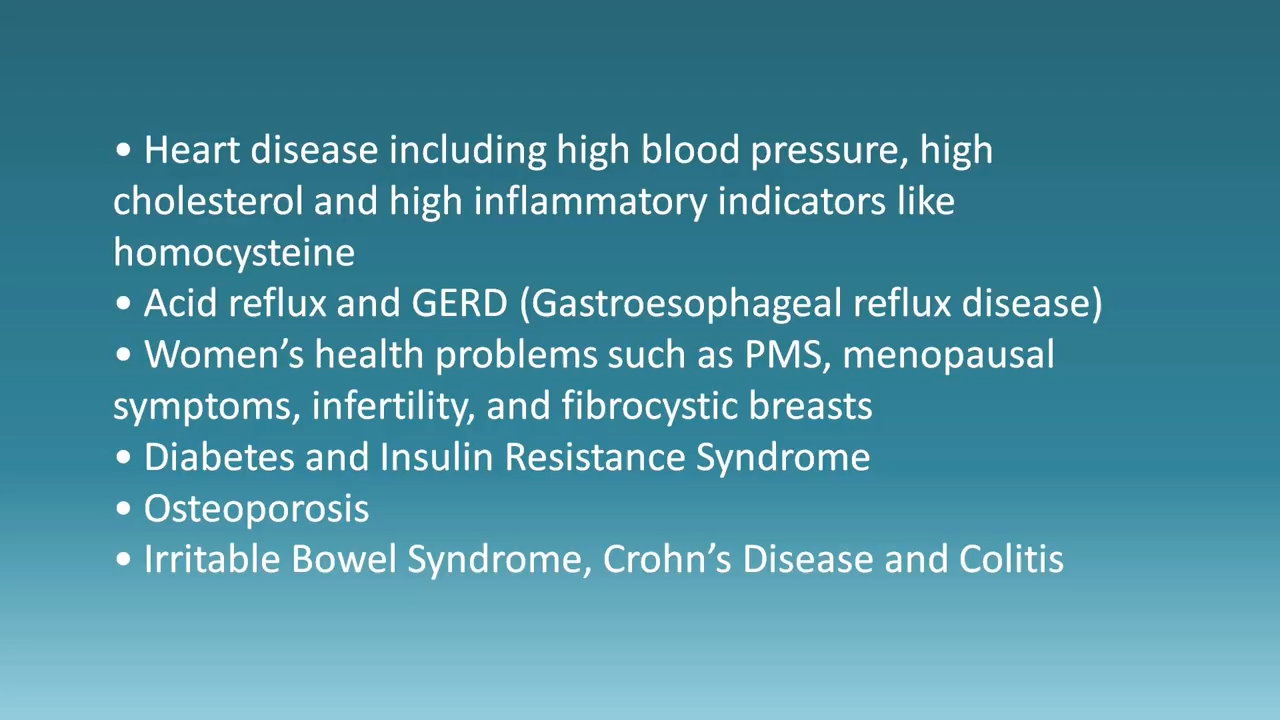 • Heart disease including high blood pressure, high
cholesterol and high inflammatory indicators like
homocysteine
• Acid reflux and GERD (Gastroesophageal reflux disease)
• Women’s health problems such as PMS, menopausal
symptoms, infertility, and fibrocystic breasts
• Diabetes and Insulin Resistance Syndrome
• Osteoporosis
• Irritable Bowel Syndrome, Crohn’s Disease and Colitis